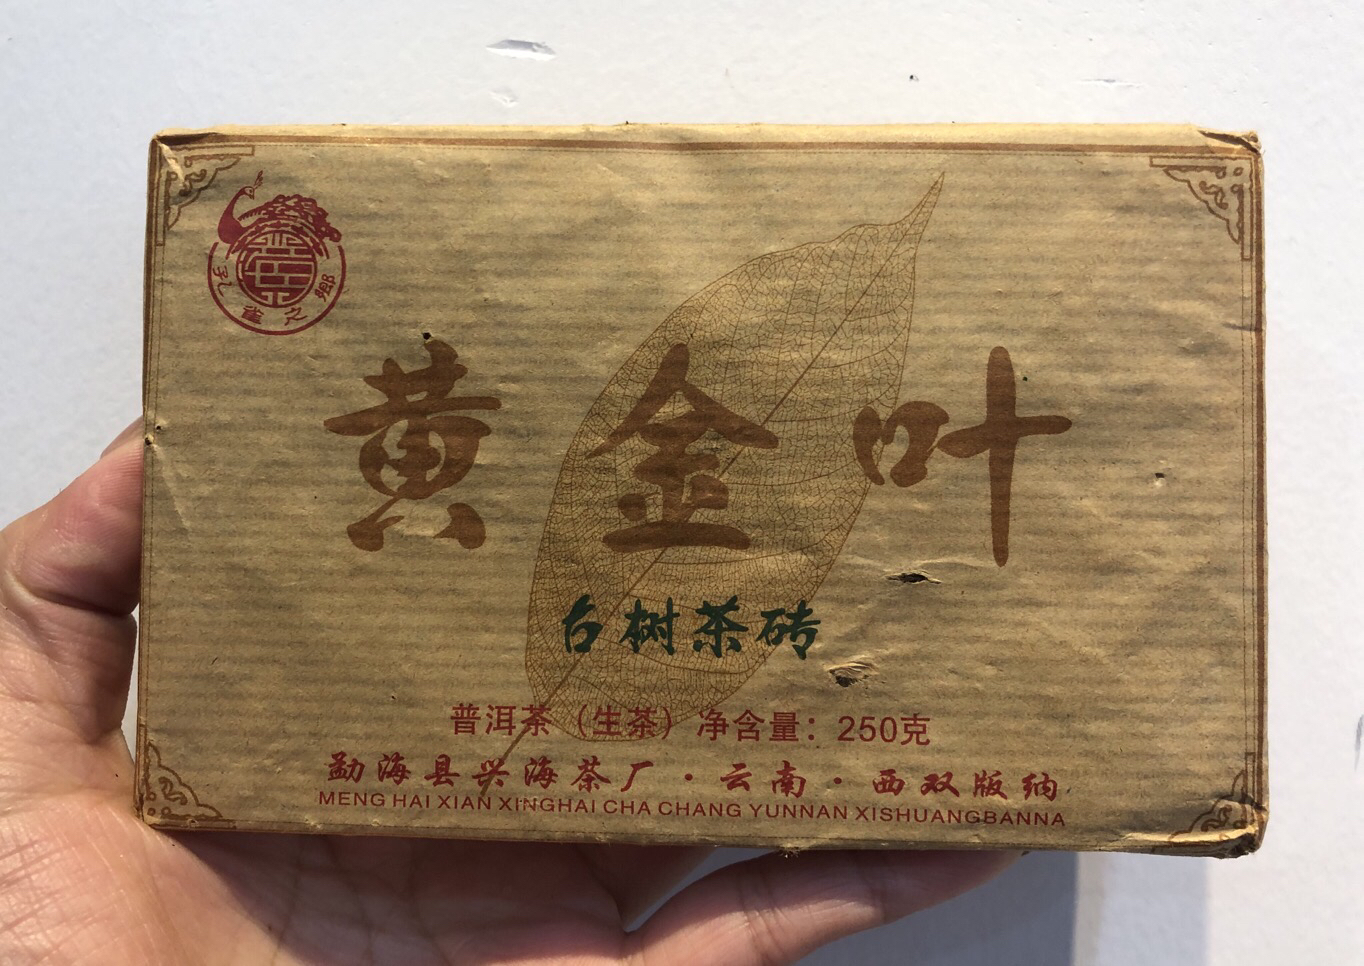 孔雀之鄉
黄金叶
古树茶砖
普洱茶（生茶）净含量：250克
勐海县兴海茶厂·云南·西双版纳
MENG HAI XIAN XINGHAI CHA CHANG YUNNAN XISHUANGBANNA